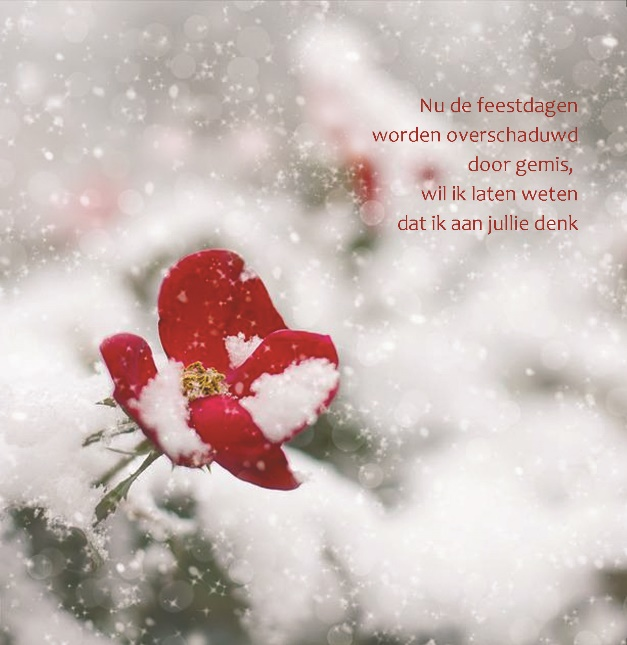 Nu de feestdagen
worden overschaduwd
door gemis,
wil ik laten weten
dat ik aan jullie denk